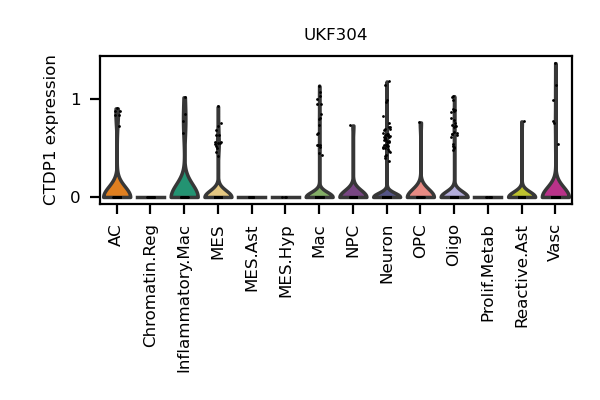 UKF304
CTDP1 expression
1
0
AC
Chromatin.Reg
Inflammatory.Mac
MES
MES.Ast
MES.Hyp
Mac
NPC
Neuron
OPC
Oligo
Prolif.Metab
Reactive.Ast
Vasc